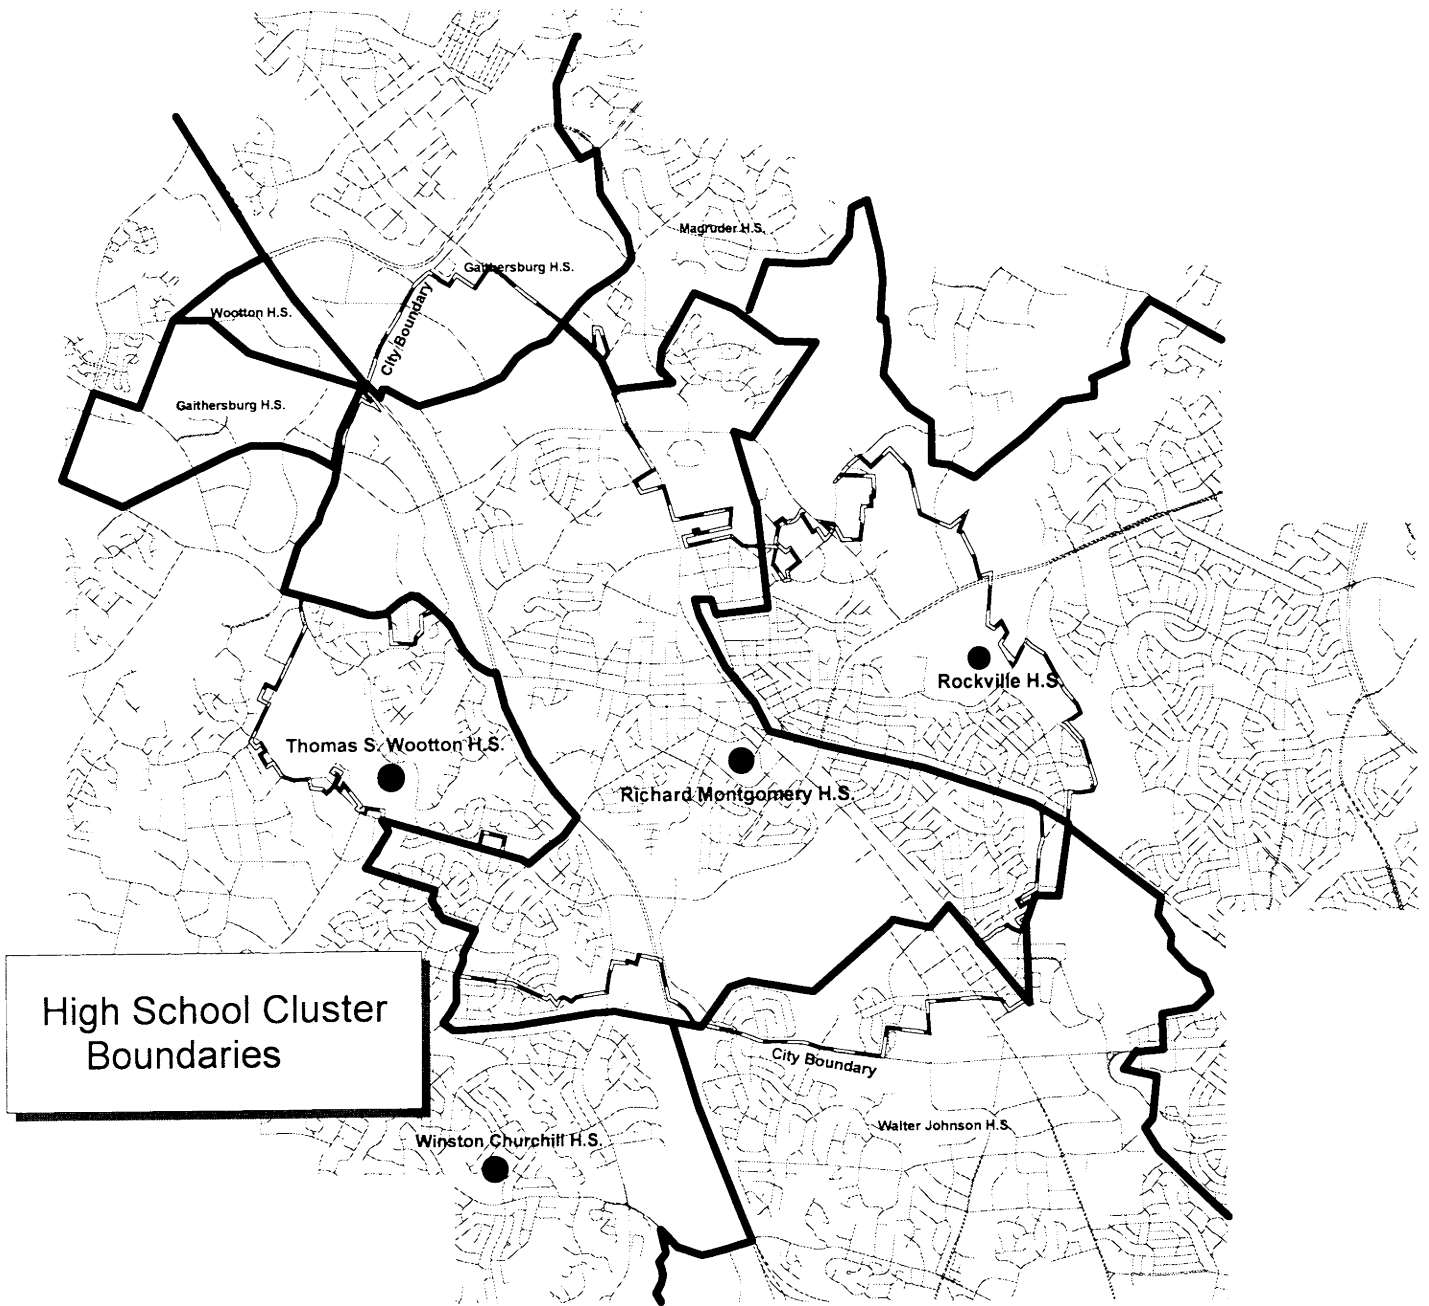 Magruder H.S.
Gaithersburg H.S.
City Boundary
Wootton H.S.
Gaithersburg H.S.
Rockville H.S.
Thomas S. Wootton H.S.
Richard Montgomery H.S.
High School Cluster
Boundaries
City Boundary
Walter Johnson H.S.
Winston Churchill H.S.